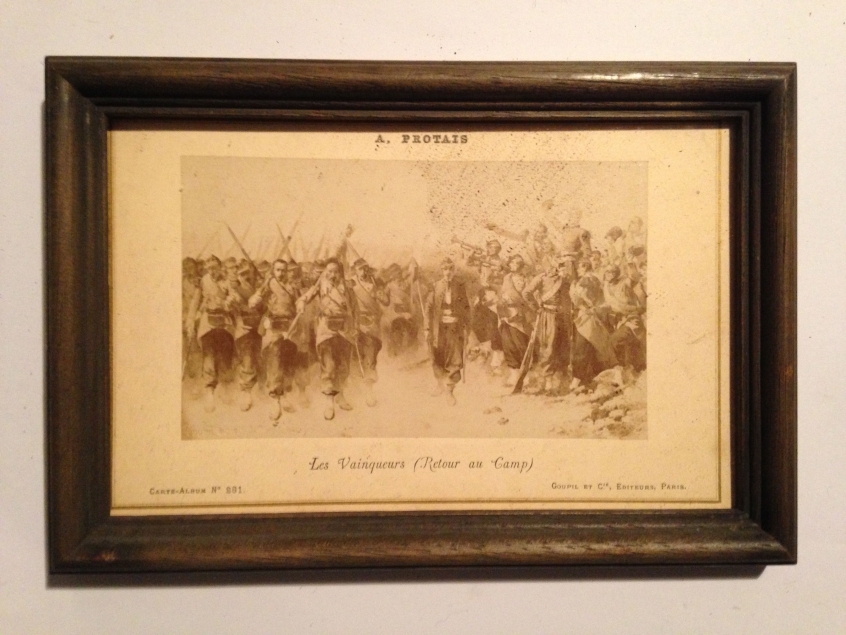 A. PROTAIS
Les Vainqueurs (Retour au Camp)
CARTE-ALBUM No 891.
GOUPIL ET Cie, EDITEURS, PARIS.